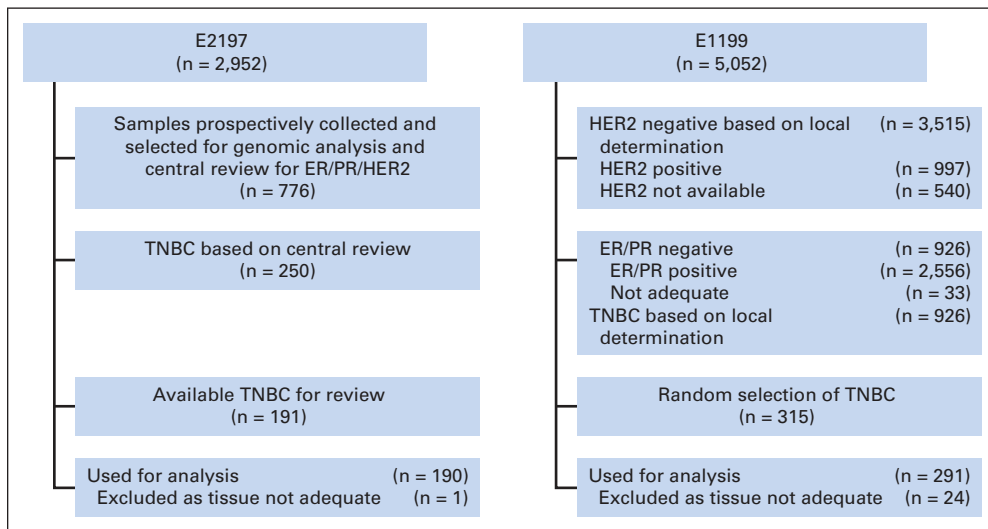 E2197
(n = 2,952)
Samples prospectively collected and
selected for genomic analysis and
central review for ER/PR/HER2
(n = 776)
TNBC based on central review
(n = 250)
Available TNBC for review
(n = 191)
Used for analysis (n = 190)
Excluded as tissue not adequate (n = 1)
E1199
(n = 5,052)
HER2 negative based on local (n = 3,515)
determination
HER2 positive (n = 997)
HER2 not available (n = 540)
ER/PR negative (n = 926)
ER/PR positive (n = 2,556)
Not adequate (n = 33)
TNBC based on local (n = 926)
determination
Random selection of TNBC
(n = 315)
Used for analysis (n = 291)
Excluded as tissue not adequate (n = 24)